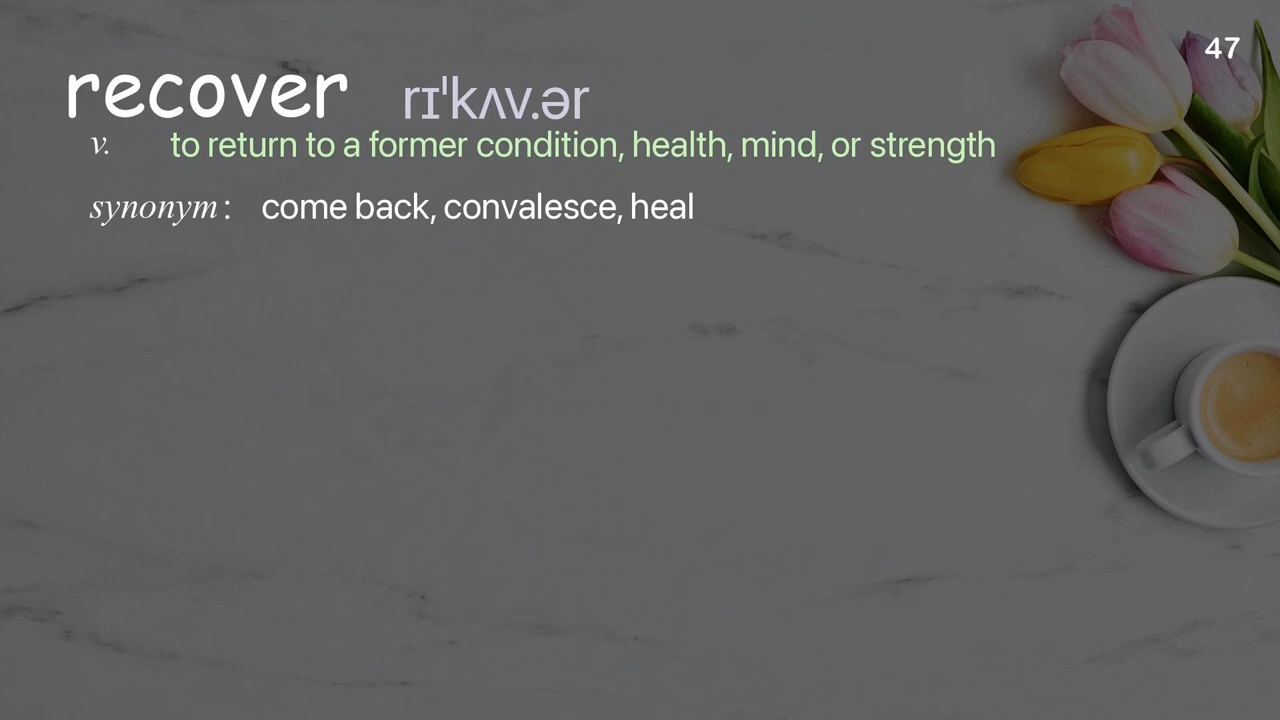 47
recover rɪˈkʌv.ər
v. to return to a former condition, health, mind, or strength
synonym : come back, convalesce, heal